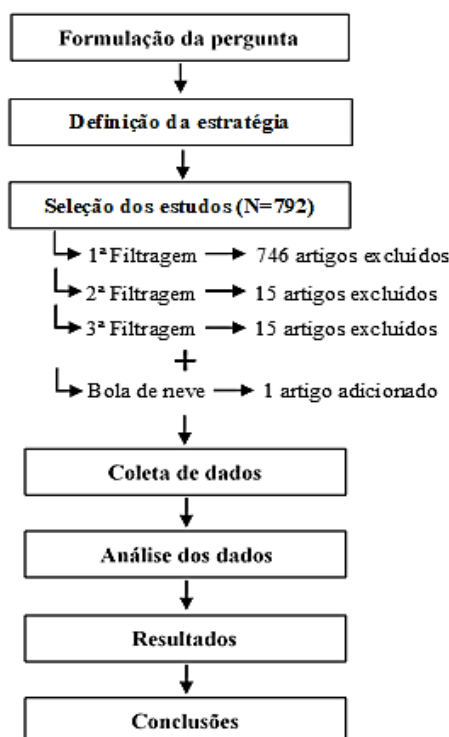 Formulação da pergunta
Definição da estratégia
Seleção dos estudos (N=792)
1ª Filtragem 746 artigos excluídos
2ª Filtragem 15 artigos excluídos
3ª Filtragem 15 artigos excluídos
+
Bola de neve 1 artigo adicionado
Coleta de dados
Análise dos dados
Resultados
Conclusões